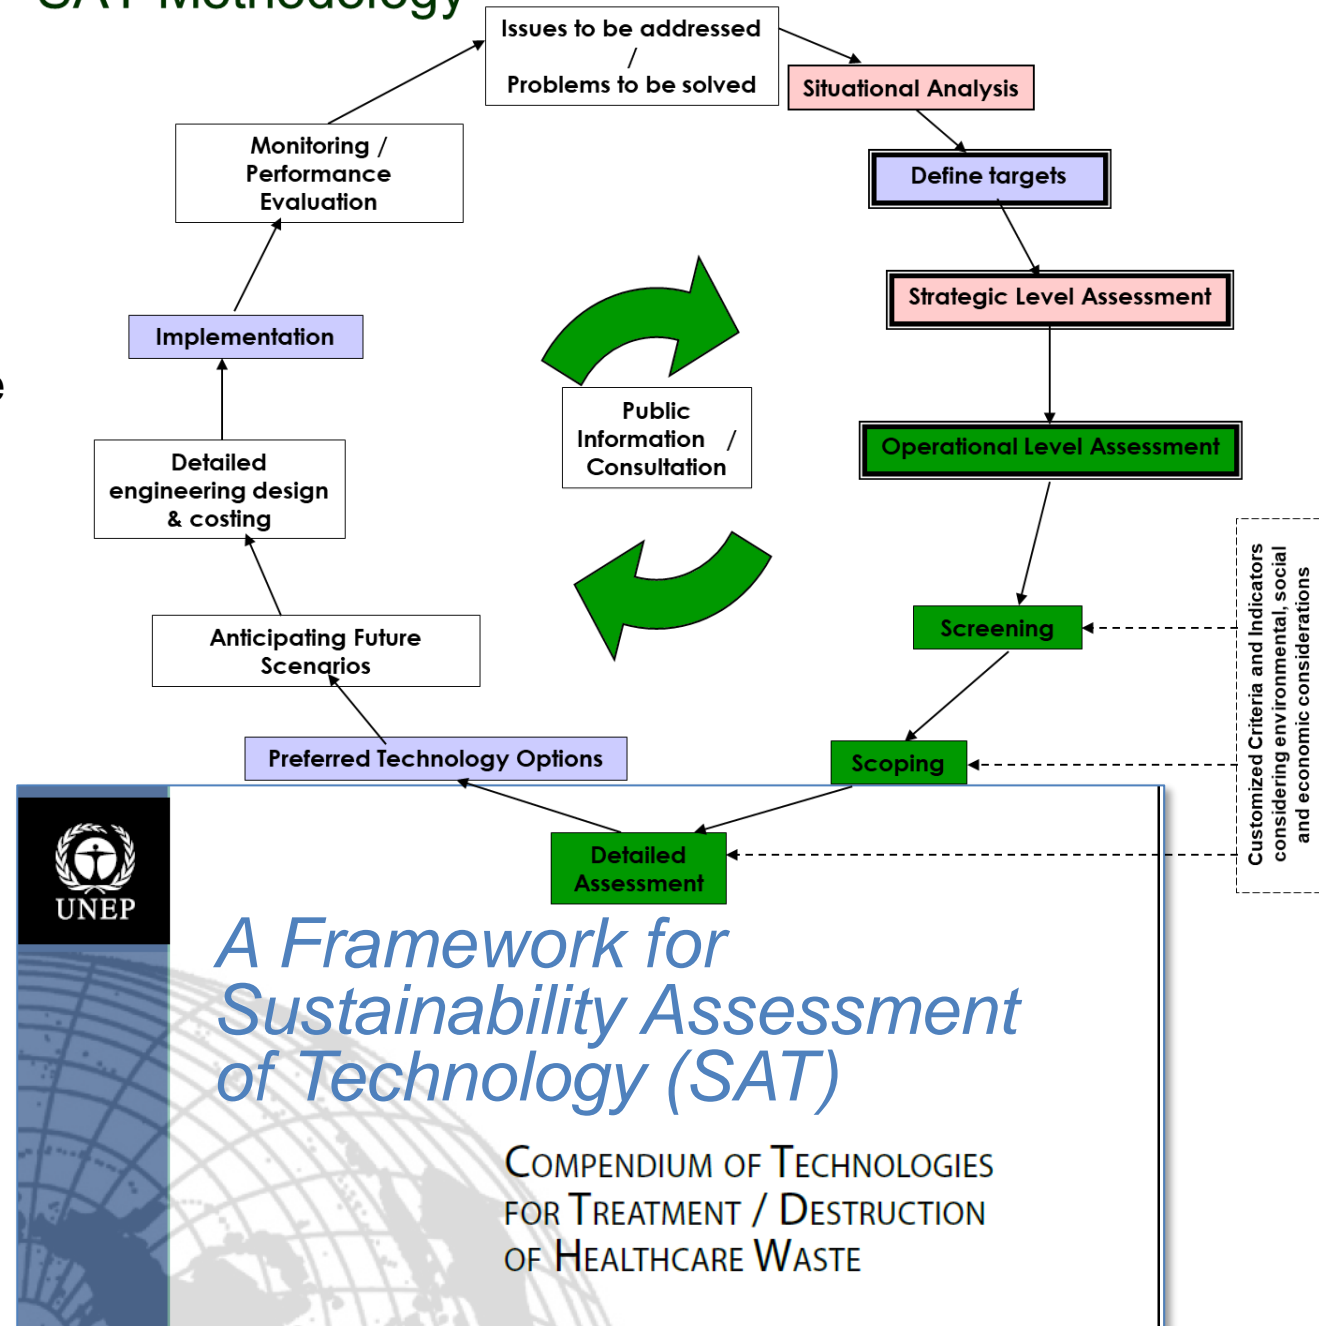 SAT Methodology
Issues to be addressed
/
Problems to be solved
Situational Analysis
Define targets
Strategic Level Assessment
Operational Level Assessment
Screening
Scoping
Detailed
Assessment
Preferred Technology Options
Anticipating Future
Scenarios
Detailed
engineering design
& costing
Implementation
Monitoring /
Performance
Evaluation
Public
Information /
Consultation
Customized Criteria and Indicators
considering environmental, social
and economic considerations
e
UNEP
A Framework for
Sustainability Assessment
of Technology (SAT)
COMPENDIUM OF TECHNOLOGIES
FOR TREATMENT / DESTRUCTION
OF HEALTHCARE WASTE